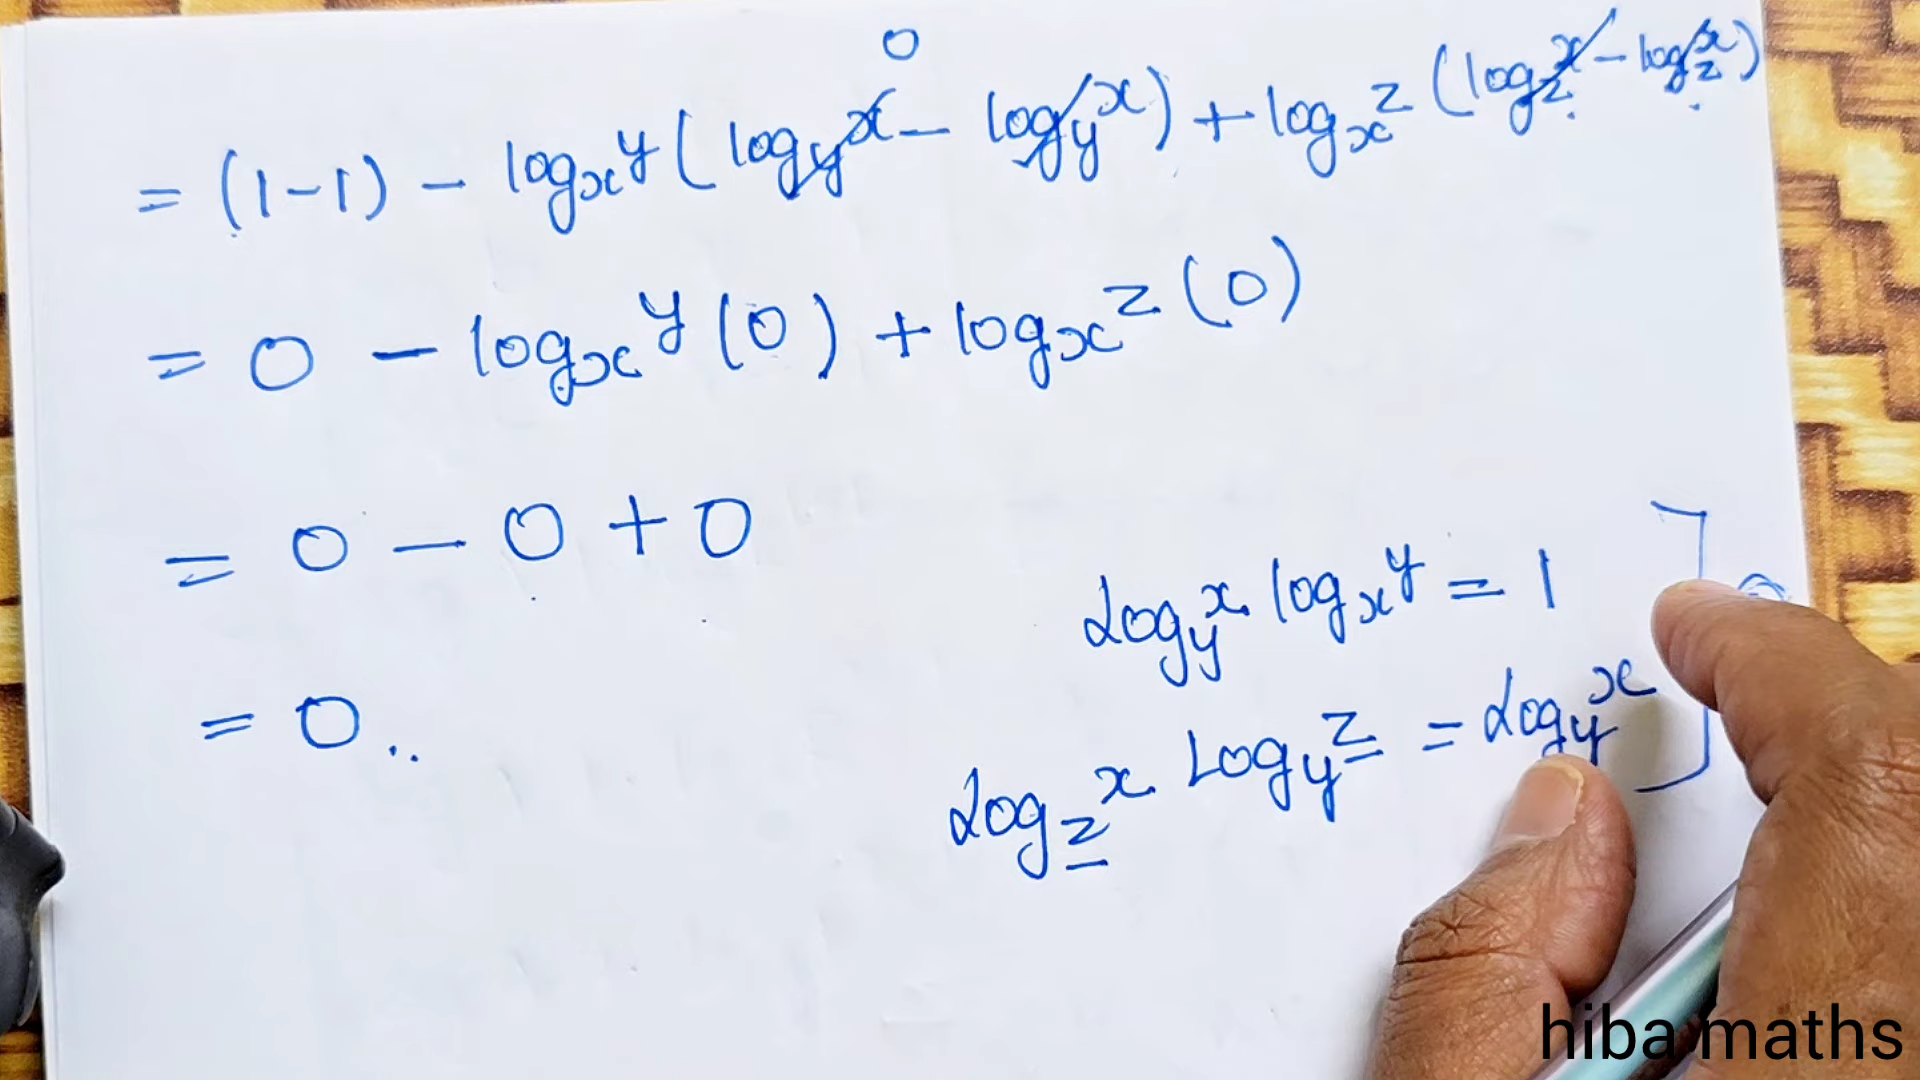 0
= (1-1) - log_x y (log_y x - log_y x) + log_x z (log_z x - log_z x)
= 0 - log_x y (0) + log_x z (0)
= 0 - 0 + 0
= 0..
log_y x log_x y = 1
log_z x log_y z = log_y x
hiba maths